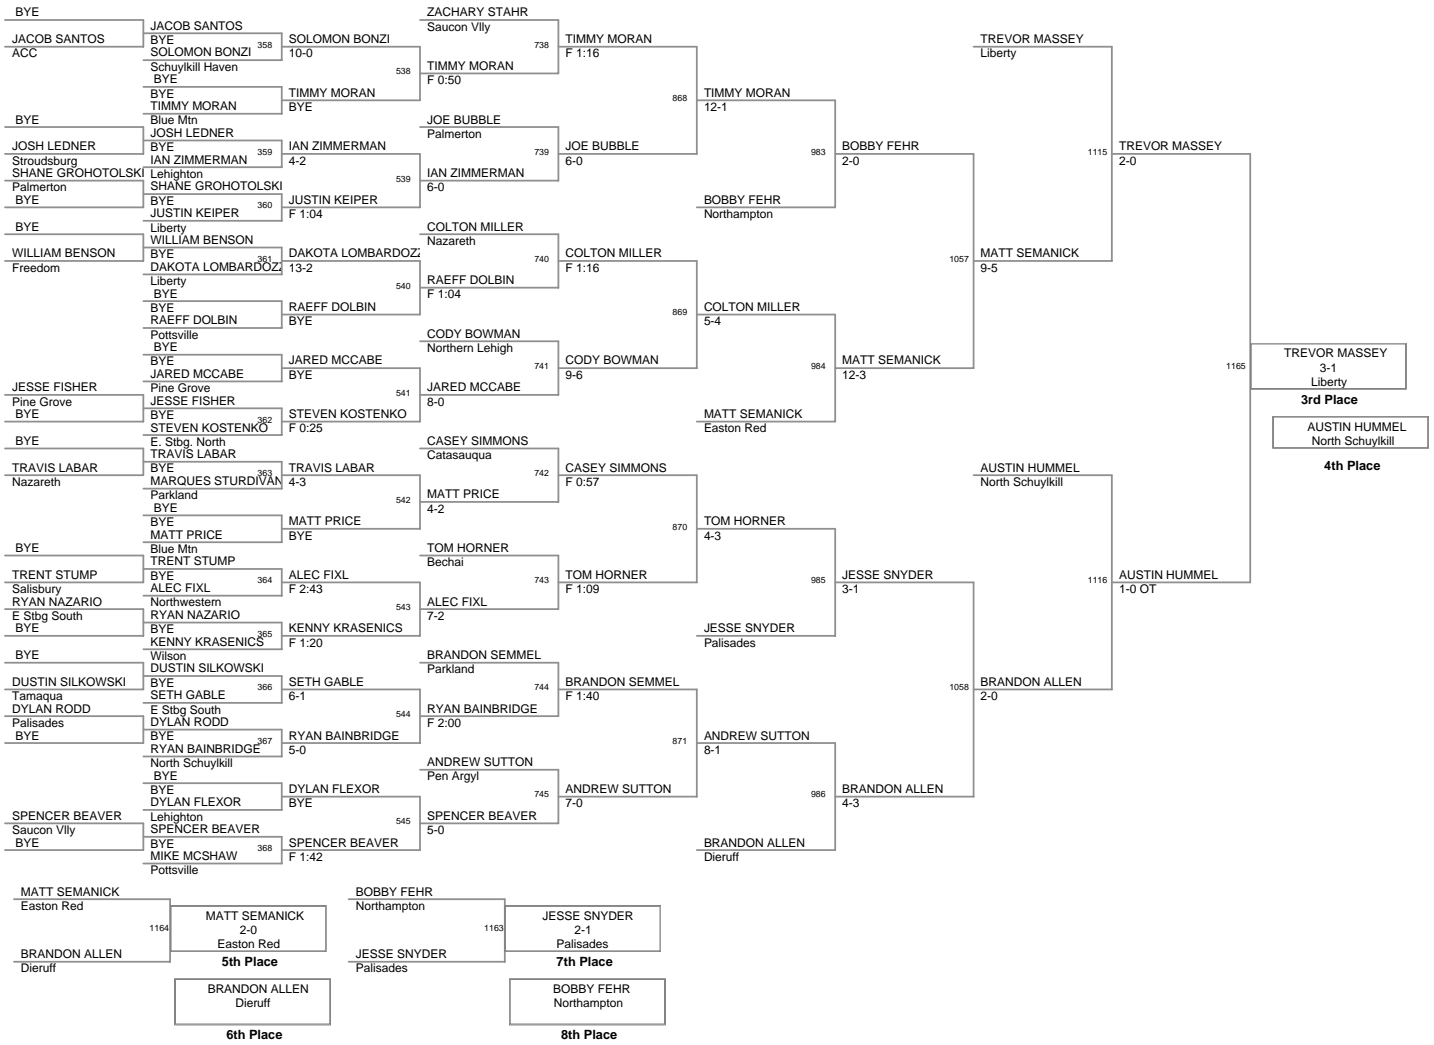 BYE
JACOB SANTOS
ACC
BYE
JOSH LEDNER
Stroudsburg
SHANE GROHOTOLSKI
Palmerton
BYE
BYE
WILLIAM BENSON
Freedom
JESSE FISHER
Pine Grove
BYE
BYE
TRAVIS LABAR
Nazareth
BYE
TRENT STUMP
Salisbury
RYAN NAZARIO
E Stbg South
BYE
BYE
DUSTIN SILKOWSKI
Tamaqua
DYLAN RODD
Palisades
BYE
SPENCER BEAVER
Saucon Vlly
BYE
JACOB SANTOS
BYE
358
SOLOMON BONZI
Schuylkill Haven
BYE
BYE
TIMMY MORAN
Blue Mtn
JOSH LEDNER
BYE
359
IAN ZIMMERMAN
Lehighton
SHANE GROHOTOLSKI
BYE
360
JUSTIN KEIPER
Liberty
WILLIAM BENSON
BYE
361
DAKOTA LOMBARDOZZ
Liberty
BYE
BYE
RAEFF DOLBIN
Pottsville
BYE
BYE
JARED MCCABE
Pine Grove
JESSE FISHER
BYE
362
STEVEN KOSTENKO
E. Stbg. North
TRAVIS LABAR
BYE
363
MARQUES STURDIVAN
Parkland
BYE
BYE
MATT PRICE
Blue Mtn
TRENT STUMP
BYE
364
ALEC FIXL
Northwestern
RYAN NAZARIO
BYE
365
KENNY KRASENICS
Wilson
DUSTIN SILKOWSKI
BYE
366
SETH GABLE
E Stbg South
DYLAN RODD
BYE
367
RYAN BAINBRIDGE
North Schuylkill
BYE
BYE
DYLAN FLEXOR
Lehighton
SPENCER BEAVER
BYE
368
MIKE MCSHAW
Pottsville
SOLOMON BONZI
10-0
538
TIMMY MORAN
BYE
IAN ZIMMERMAN
4-2
539
JUSTIN KEIPER
F 1:04
DAKOTA LOMBARDOZZ
13-2
540
RAEFF DOLBIN
BYE
JARED MCCABE
BYE
541
STEVEN KOSTENKO
F 0:25
TRAVIS LABAR
4-3
542
MATT PRICE
BYE
ALEC FIXL
F 2:43
543
KENNY KRASENICS
F 1:20
SETH GABLE
6-1
544
RYAN BAINBRIDGE
5-0
DYLAN FLEXOR
BYE
545
SPENCER BEAVER
F 1:42
ZACHARY STAHR
Saucon Vlly
738
TIMMY MORAN
F 0:50
JOE BUBBLE
Palmerton
739
IAN ZIMMERMAN
6-0
COLTON MILLER
Nazareth
740
RAEFF DOLBIN
F 1:04
CODY BOWMAN
Northern Lehigh
741
JARED MCCABE
8-0
CASEY SIMMONS
Catasauqua
742
MATT PRICE
4-2
TOM HORNER
Bechai
743
ALEC FIXL
7-2
BRANDON SEMMEL
Parkland
744
RYAN BAINBRIDGE
F 2:00
ANDREW SUTTON
Pen Argyl
745
SPENCER BEAVER
5-0
TIMMY MORAN
F 1:16
868
JOE BUBBLE
6-0
COLTON MILLER
F 1:16
869
CODY BOWMAN
9-6
CASEY SIMMONS
F 0:57
870
TOM HORNER
F 1:09
BRANDON SEMMEL
F 1:40
871
ANDREW SUTTON
7-0
TIMMY MORAN
12-1
983
BOBBY FEHR
Northampton
COLTON MILLER
5-4
984
MATT SEMANICK
Easton Red
TOM HORNER
4-3
985
JESSE SNYDER
Palisades
ANDREW SUTTON
8-1
986
BRANDON ALLEN
Dieruff
BOBBY FEHR
2-0
1057
MATT SEMANICK
12-3
JESSE SNYDER
3-1
1058
BRANDON ALLEN
4-3
TREVOR MASSEY
Liberty
1115
MATT SEMANICK
9-5
AUSTIN HUMMEL
North Schuylkill
1116
BRANDON ALLEN
2-0
TREVOR MASSEY
2-0
1165
AUSTIN HUMMEL
1-0 OT
TREVOR MASSEY
3-1
Liberty
3rd Place
AUSTIN HUMMEL
North Schuylkill
4th Place
MATT SEMANICK
Easton Red
1164
BRANDON ALLEN
Dieruff
MATT SEMANICK
2-0
Easton Red
5th Place
BRANDON ALLEN
Dieruff
6th Place
BOBBY FEHR
Northampton
1163
JESSE SNYDER
Palisades
JESSE SNYDER
2-1
Palisades
7th Place
BOBBY FEHR
Northampton
8th Place